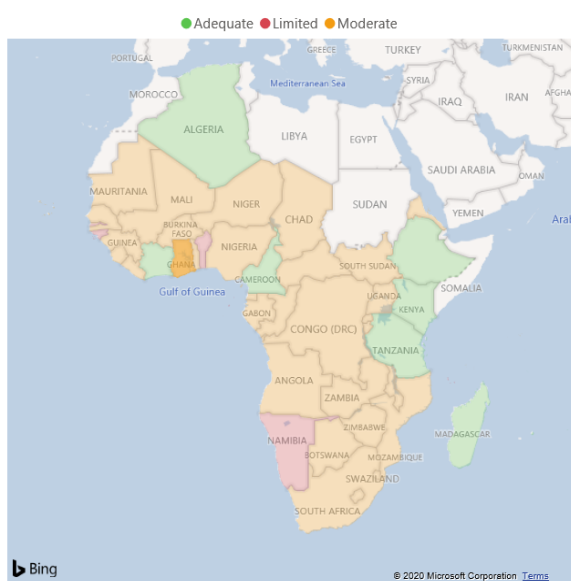 Adequate Limited Moderate
PORTUGAL
GREECE
TURKEY
TURKMENISTAN
Mediterranean Sea
SYRIA
MOROCCO
IRAQ
IRAN
AFGHA
ALGERIA
LIBYA
EGYPT
SAUDI ARABIA
OMAN
MAURITANIA
MALI
NIGER
CHAD
SUDAN
YEMEN
Arab
BURKINA
FASO
GUINEA
NIGERIA
GHANA
SOUTH SUDAN
CAMEROON
SOMALIA
Gulf of Guinea
UGANDA
KENYA
GABON
CONGO (DRC)
TANZANIA
ANGOLA
ZAMBIA
ZIMBABWE
MADAGASCAR
NAMIBIA
BOTSWANA
MOZAMBIQUE
SWAZILAND
SOUTH AFRICA
Bing
© 2020 Microsoft Corporation Terms